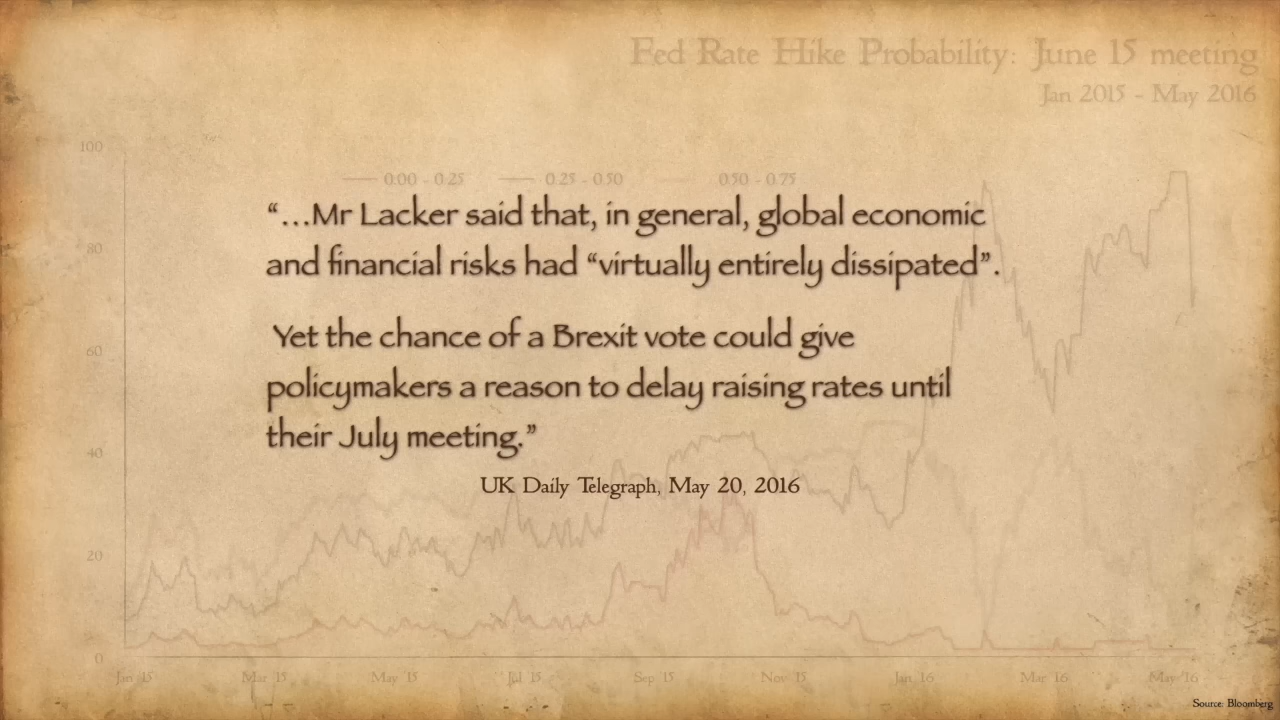 Fed Rate Hike Probability: June 15 meeting
Jan 2015 - May 2016
100
0.00 - 0.25 0.25 - 0.50 0.50 - 0.75
“...Mr Lacker said that, in general, global economic
and financial risks had “virtually entirely dissipated”.
80
Yet the chance of a Brexit vote could give
60
policymakers a reason to delay raising rates until
their July meeting.”
40
UK Daily Telegraph, May 20, 2016
20
0
Jan 15 Mar 15 May 15 Jul 15 Sep 15 Nov 15 Jan 16 Mar 16 May 16
Source: Bloomberg